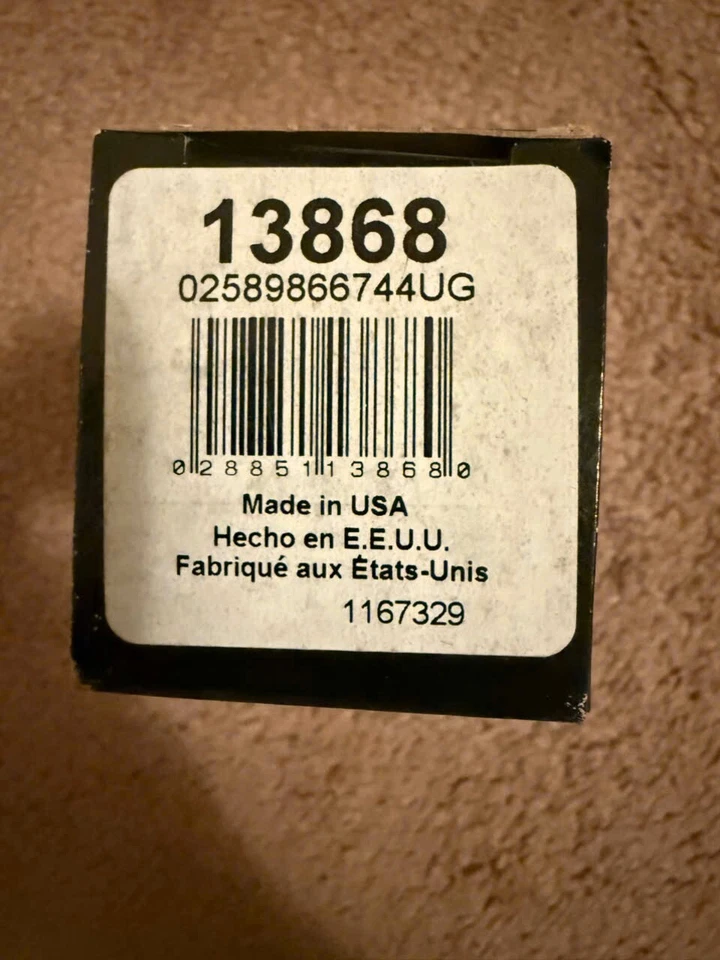 13868
02589866744UG
0 28851 13868 0
Made in USA
Hecho en E.E.U.U.
Fabriqué aux États-Unis
1167329